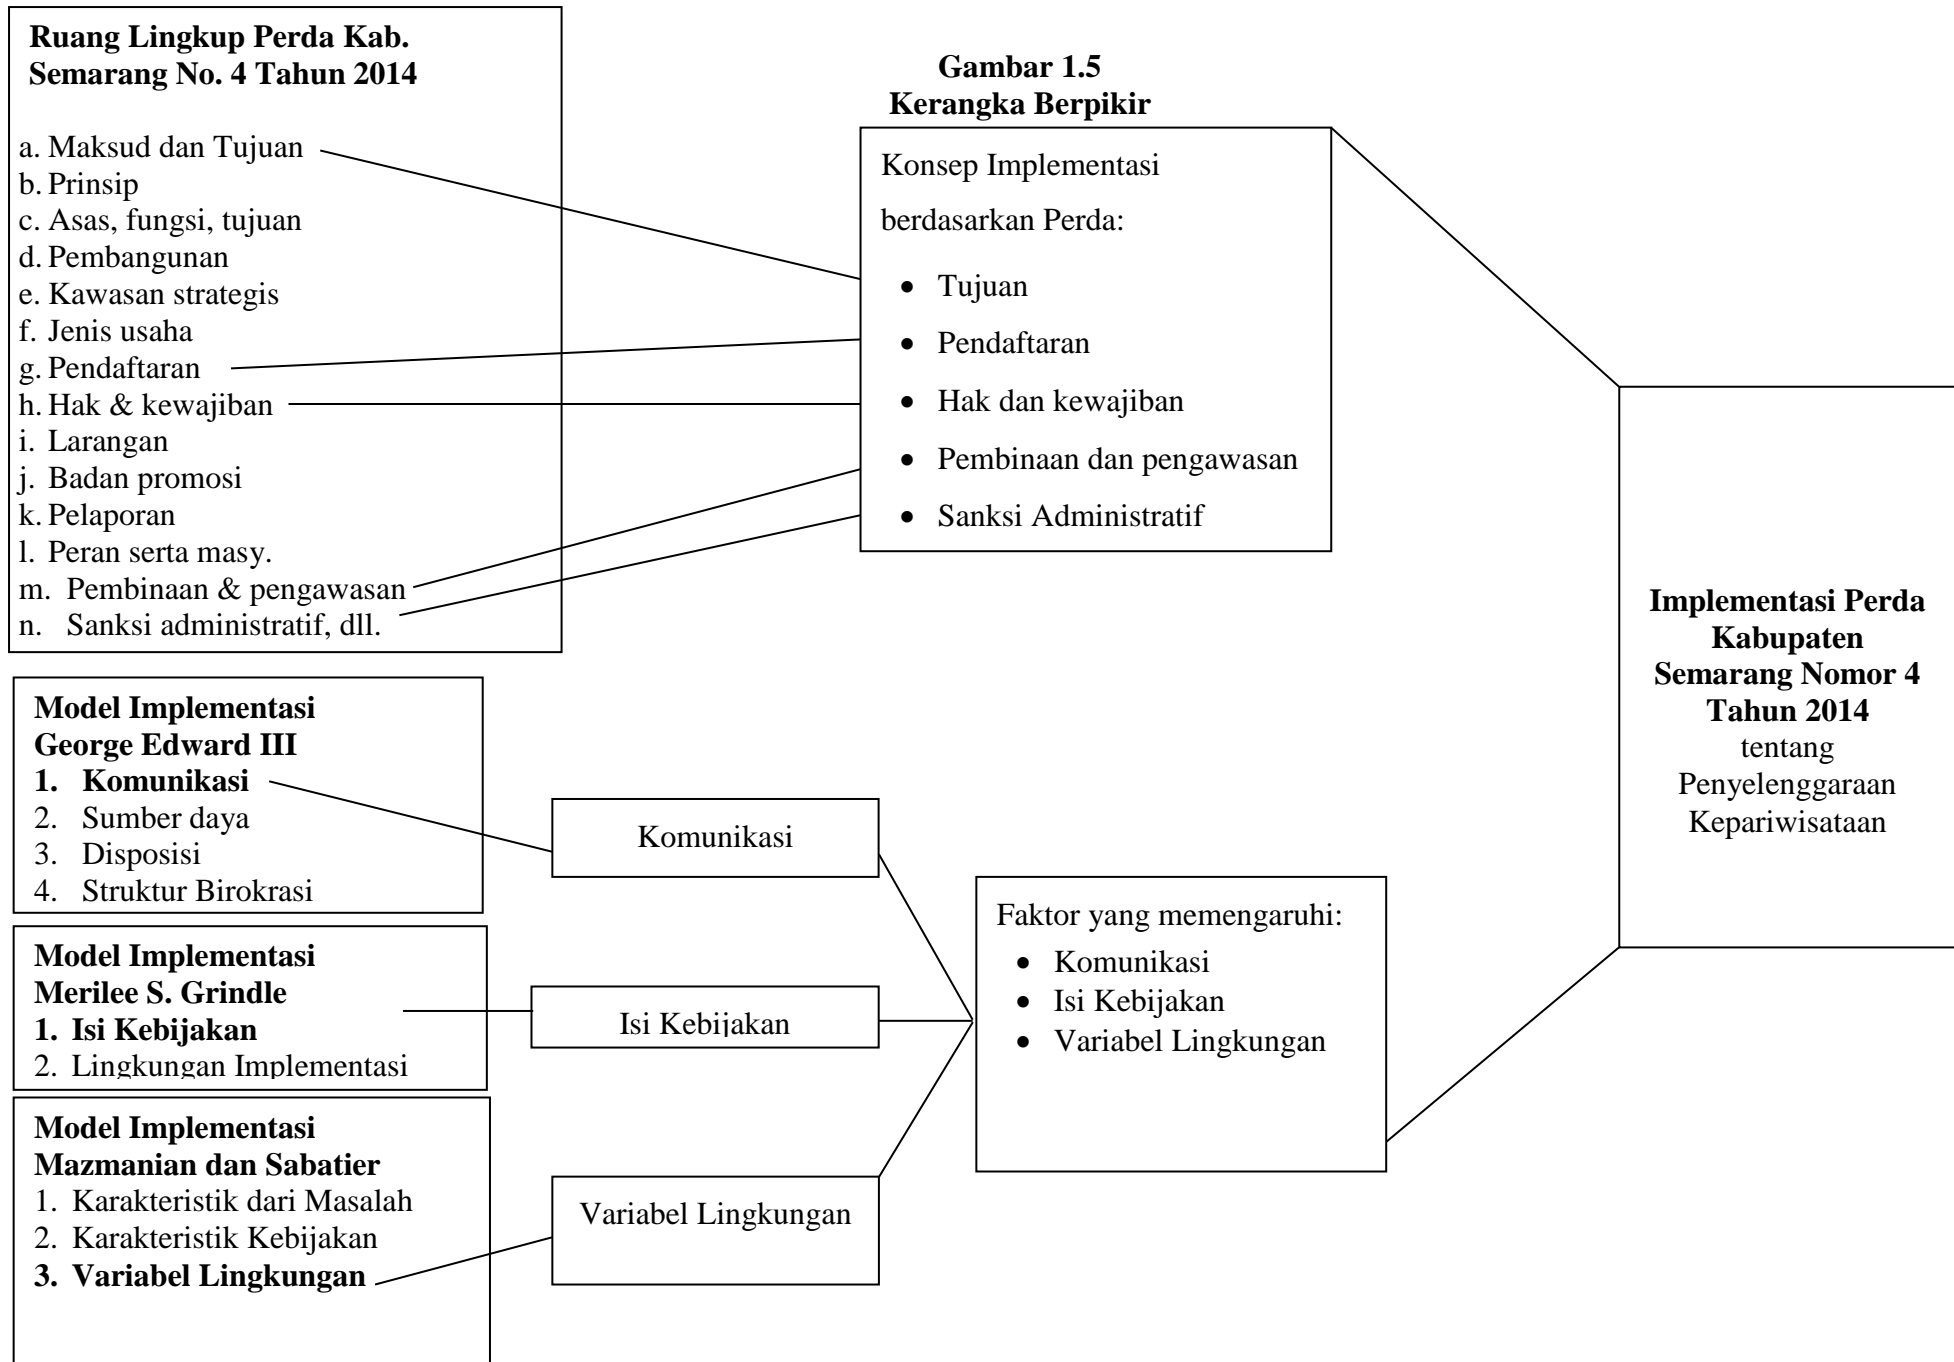 Ruang Lingkup Perda Kab.
Semarang No. 4 Tahun 2014
a. Maksud dan Tujuan
b. Prinsip
c. Asas, fungsi, tujuan
d. Pembangunan
e. Kawasan strategis
f. Jenis usaha
g. Pendaftaran
h. Hak & kewajiban
i. Larangan
j. Badan promosi
k. Pelaporan
l. Peran serta masy.
m. Pembinaan & pengawasan
n. Sanksi administratif, dll.
Gambar 1.5
Kerangka Berpikir
Konsep Implementasi
berdasarkan Perda:
• Tujuan
• Pendaftaran
• Hak dan kewajiban
• Pembinaan dan pengawasan
• Sanksi Administratif
Model Implementasi
George Edward III
1. Komunikasi
2. Sumber daya
3. Disposisi
4. Struktur Birokrasi
Model Implementasi
Merilee S. Grindle
1. Isi Kebijakan
2. Lingkungan Implementasi
Model Implementasi
Mazmanian dan Sabatier
1. Karakteristik dari Masalah
2. Karakteristik Kebijakan
3. Variabel Lingkungan
Komunikasi
Isi Kebijakan
Variabel Lingkungan
Faktor yang memengaruhi:
• Komunikasi
• Isi Kebijakan
• Variabel Lingkungan
Implementasi Perda
Kabupaten
Semarang Nomor 4
Tahun 2014
tentang
Penyelenggaraan
Kepariwisataan